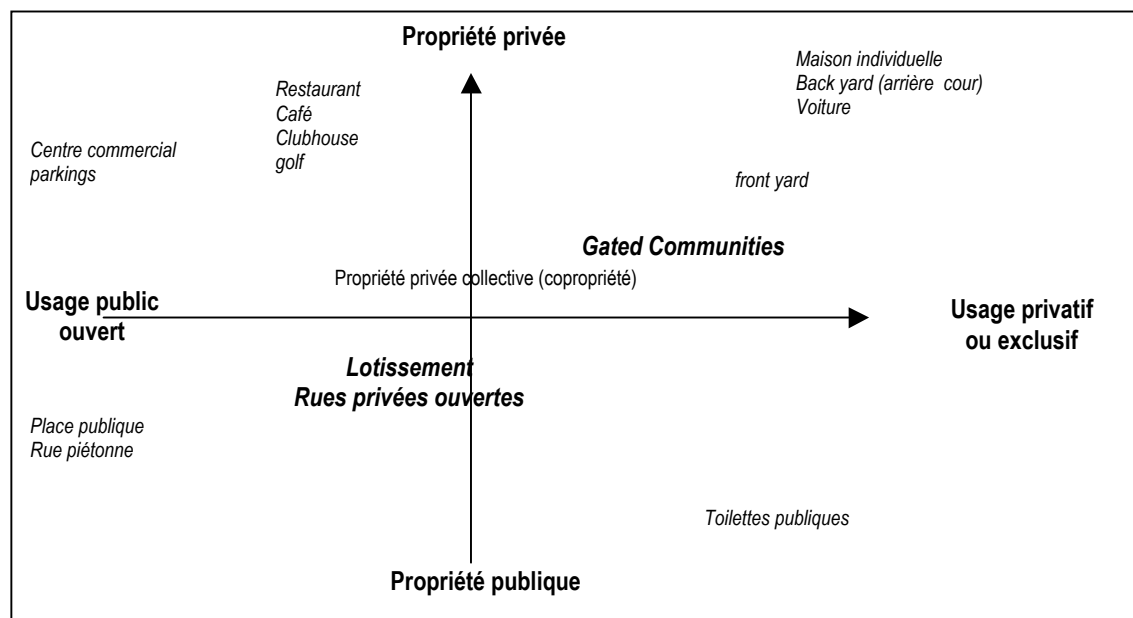 Propriété privée
Maison individuelle
Back yard (arrière cour)
Voiture
Restaurant
Café
Clubhouse
golf
Centre commercial
parkings
front yard
Gated Communities
Propriété privée collective (copropriété)
Usage public
ouvert
Usage privatif
ou exclusif
Lotissement
Rues privées ouvertes
Place publique
Rue piétonne
Toilettes publiques
Propriété publique